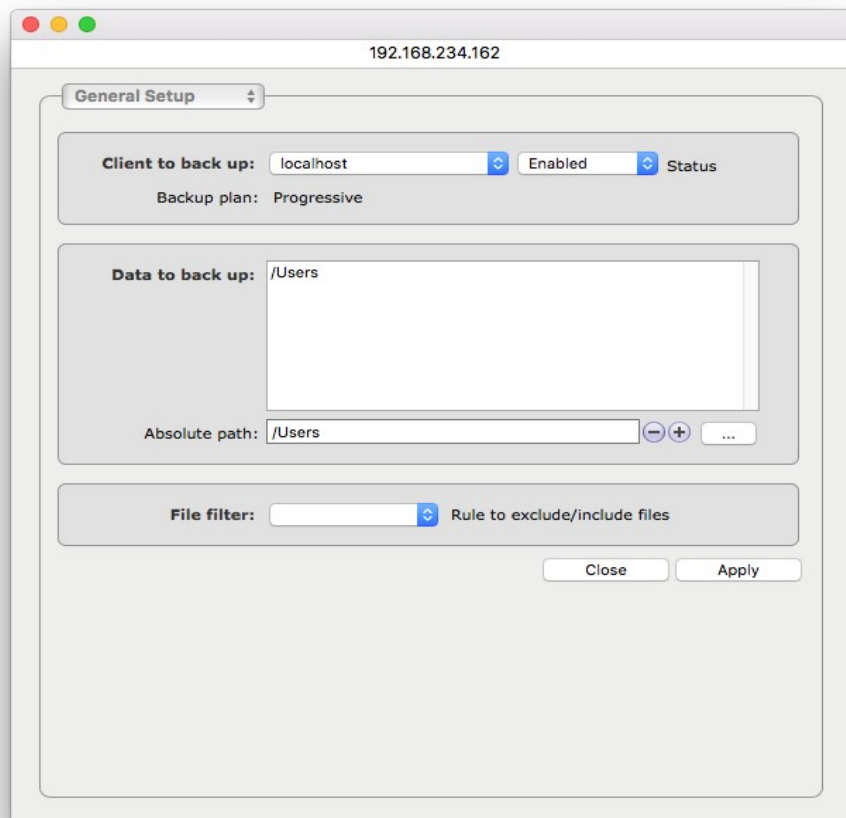 192.168.234.162
General Setup
Client to back up: localhost Enabled Status
Backup plan: Progressive
Data to back up: /Users
Absolute path: /Users ...
File filter: Rule to exclude/include files
Close Apply